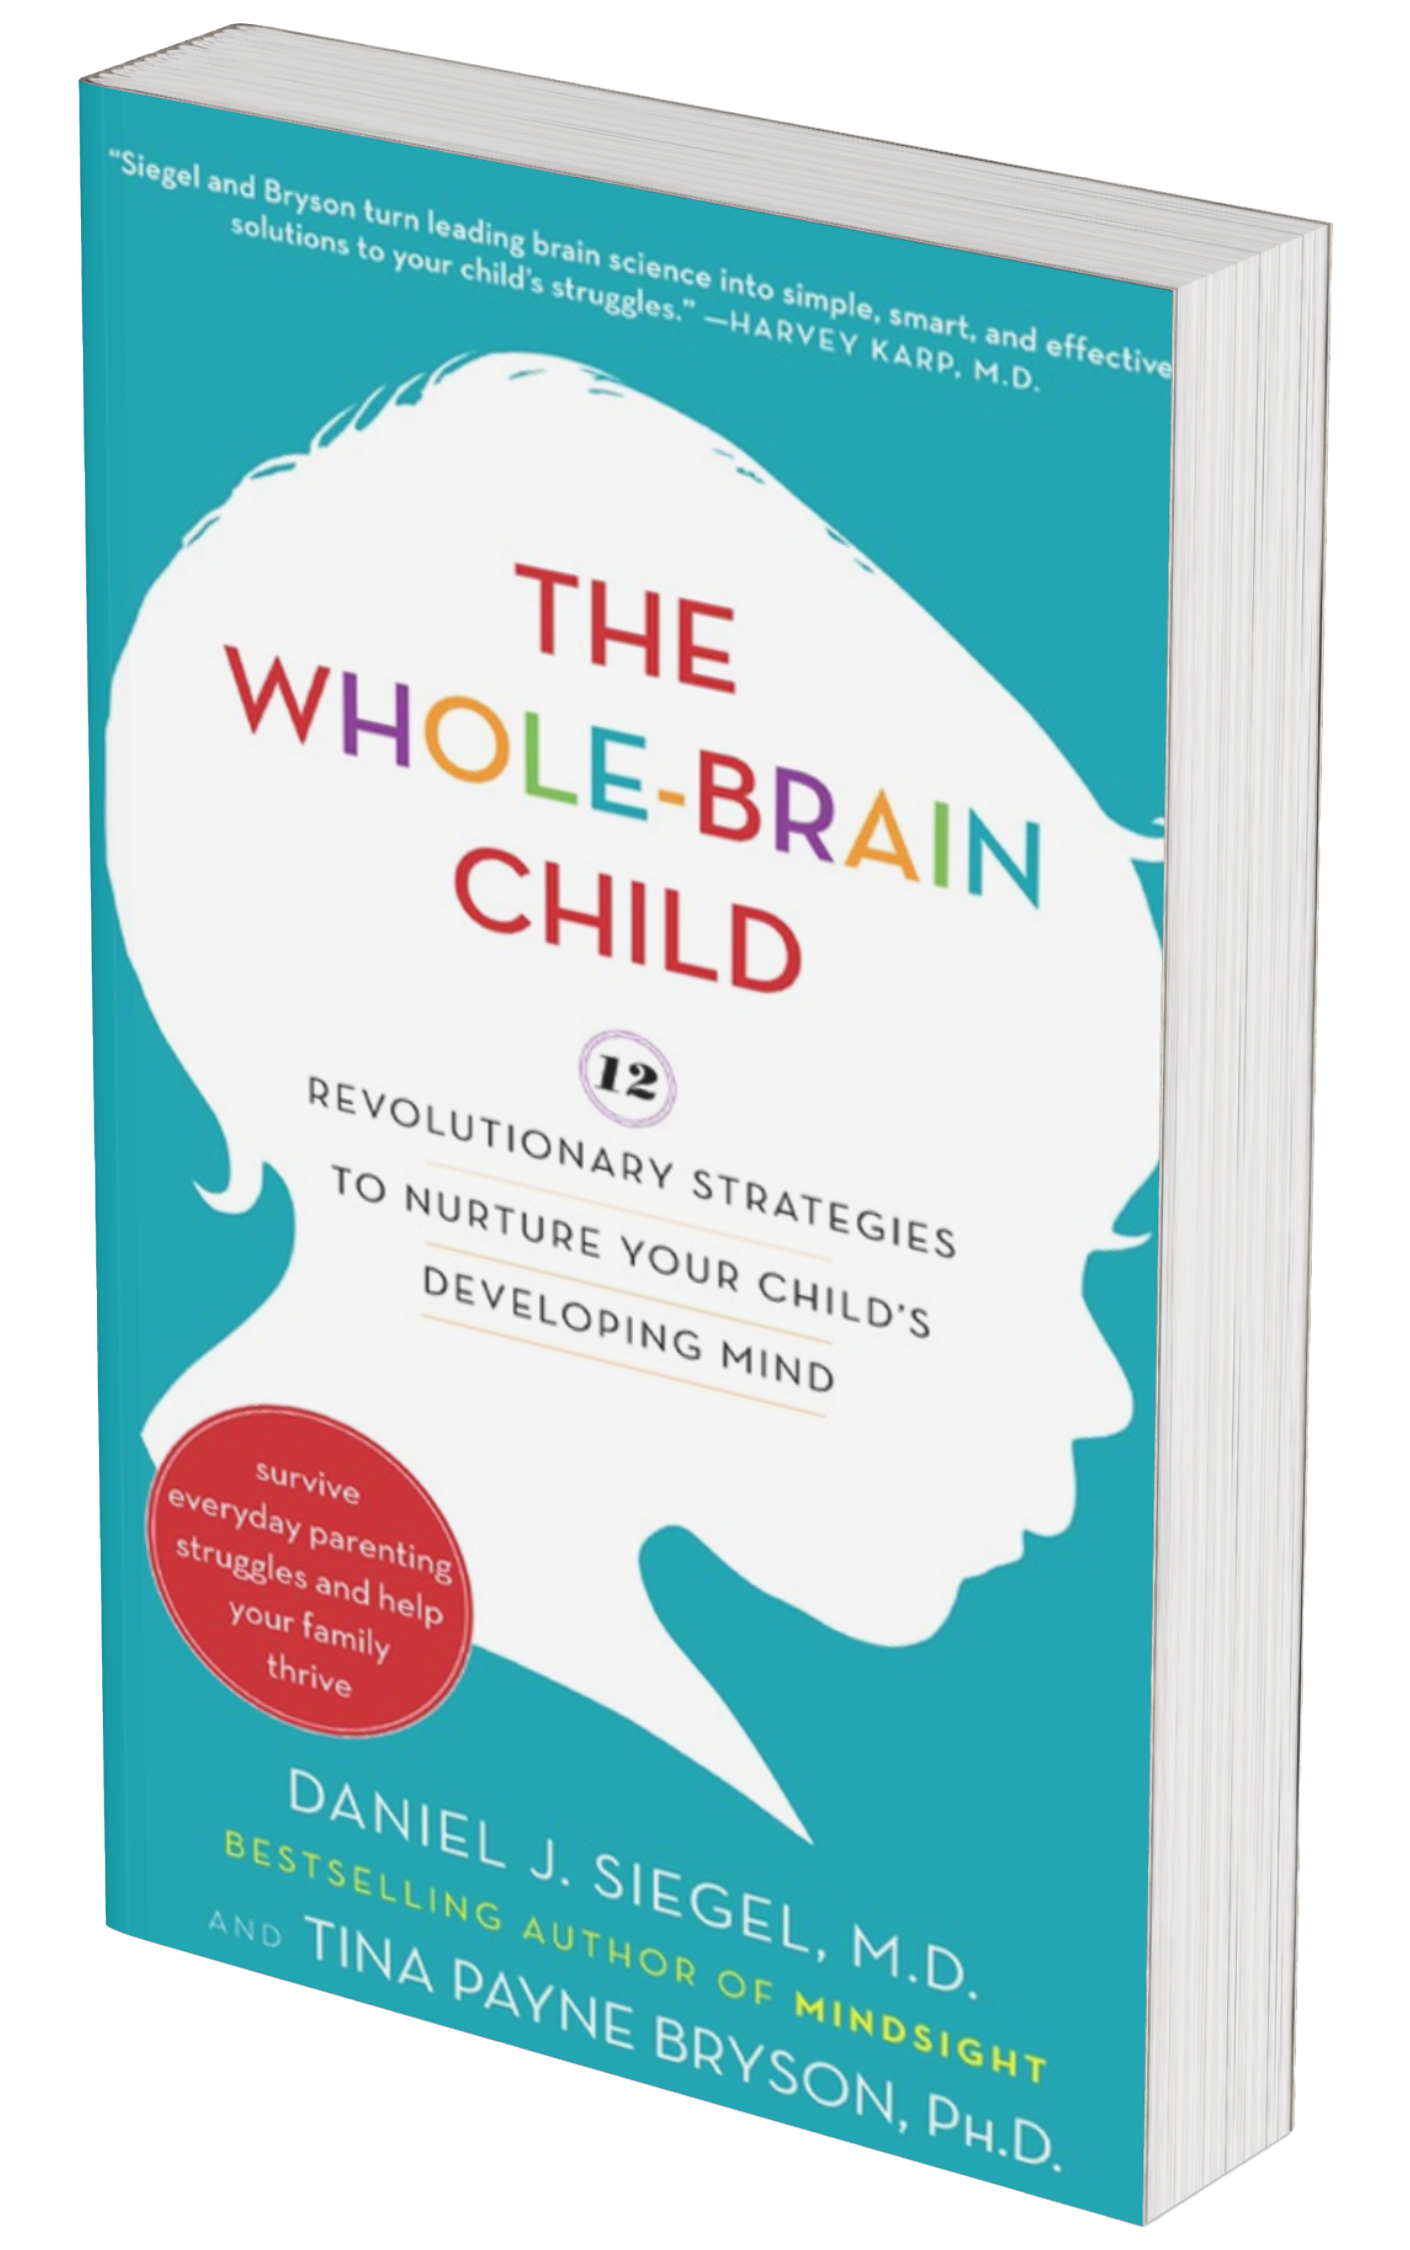 “Siegel and Bryson turn leading brain science into simple, smart, and effective
solutions to your child's struggles.” —HARVEY KARP, M.D.
THE
WHOLE-BRAIN
CHILD
12
REVOLUTIONARY STRATEGIES
TO NURTURE YOUR CHILD'S
DEVELOPING MIND
survive
everyday parenting
struggles and help
your family
thrive
DANIEL J. SIEGEL, M.D.
BESTSELLING AUTHOR OF MINDSIGHT
AND TINA PAYNE BRYSON, PH.D.